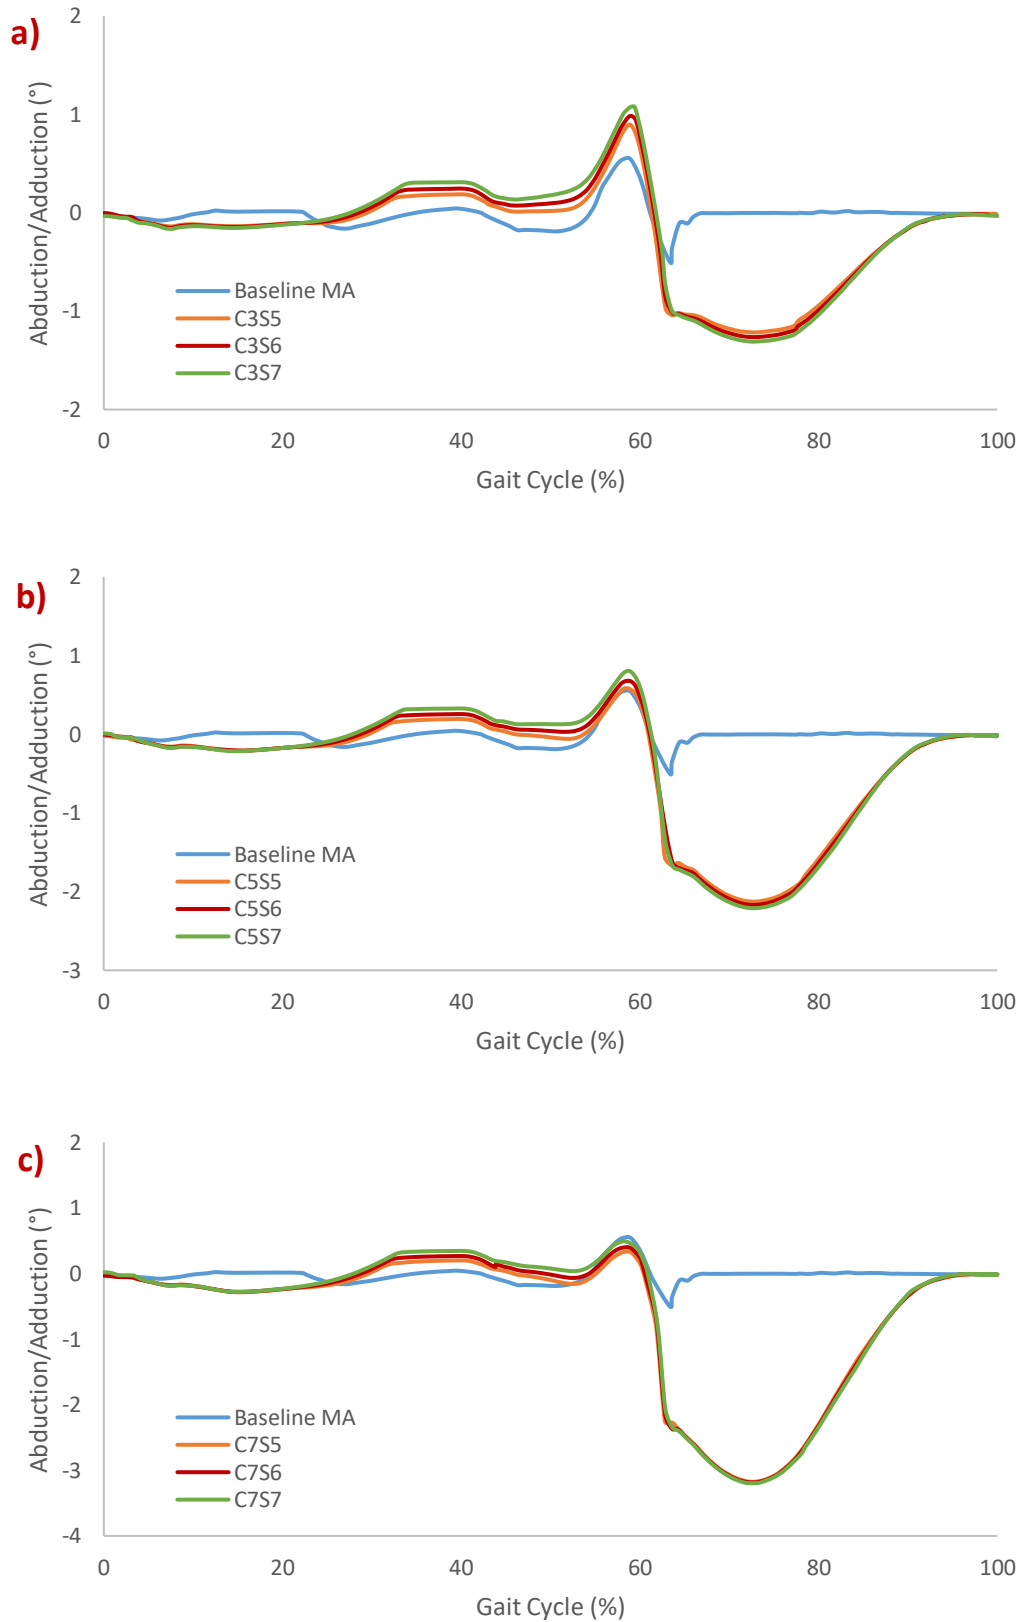 a)
Abduction/Adduction (°)
2
1
0
-1
-2
Baseline MA
C3S5
C3S6
C3S7
0 20 40 60 80 100
Gait Cycle (%)
b)
Abduction/Adduction (°)
2
1
0
-1
-2
-3
Baseline MA
C5S5
C5S6
C5S7
0 20 40 60 80 100
Gait Cycle (%)
c)
Abduction/Adduction (°)
2
1
0
-1
-2
-3
-4
Baseline MA
C7S5
C7S6
C7S7
0 20 40 60 80 100
Gait Cycle (%)